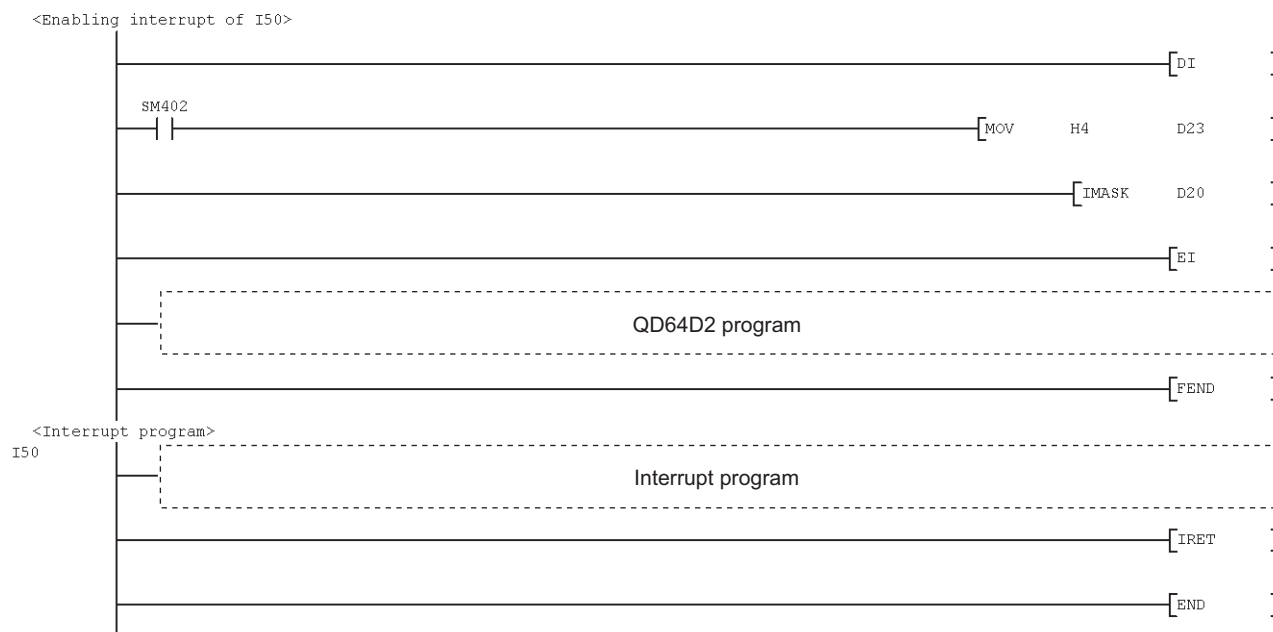 <Enabling interrupt of I50>
DI
SM402
MOV H4 D23
IMASK D20
EI
QD64D2 program
FEND
<Interrupt program>
I50
Interrupt program
IRET
END